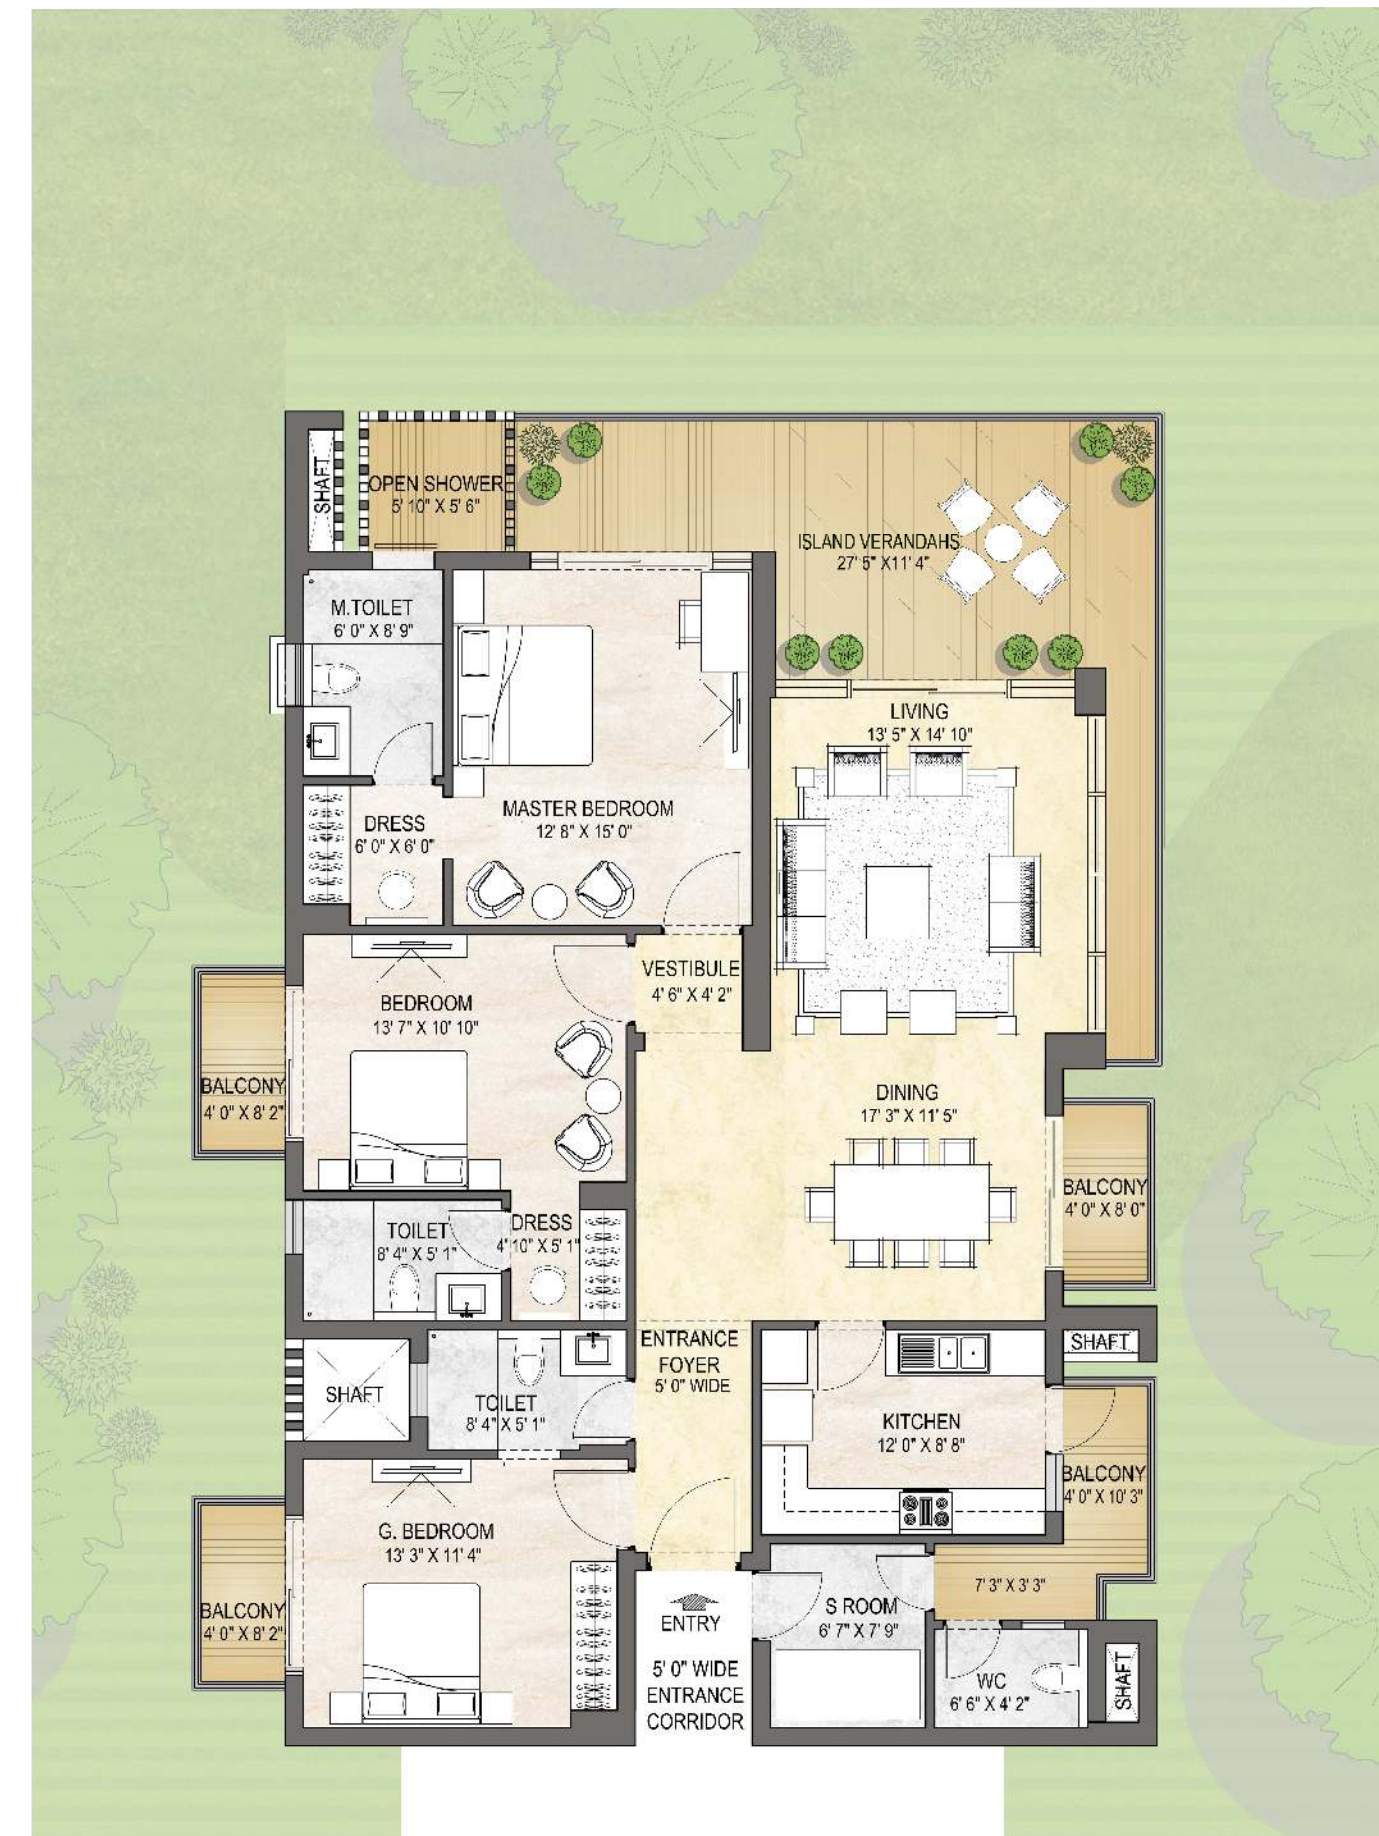 SHAFT
OPEN SHOWER
5' 10" X 5' 6"
ISLAND VERANDAHS
27' 5" X11' 4"
M.TOILET
6' 0" X 8' 9"
LIVING
13' 5" X 14' 10"
MASTER BEDROOM
12' 8" X 15' 0"
DRESS
6' 0" X 6' 0"
VESTIBULE
4' 6" X 4' 2"
BEDROOM
13' 7" X 10' 10"
BALCONY
4' 0" X 8' 2"
DINING
17' 3" X 11' 5"
BALCONY
4' 0" X 8' 0"
TOILET
8' 4" X 5' 1"
DRESS
4' 10" X 5' 1"
ENTRANCE
FOYER
5' 0" WIDE
SHAFT
SHAFT
TOILET
8' 4" X 5' 1"
KITCHEN
12' 0" X 8' 8"
BALCONY
4' 0" X 10' 3"
G. BEDROOM
13' 3" X 11' 4"
BALCONY
4' 0" X 8' 2"
7' 3" X 3' 3"
S ROOM
6' 7" X 7' 9"
ENTRY
5' 0" WIDE
ENTRANCE
CORRIDOR
WC
6' 6" X 4' 2"
SHAFT